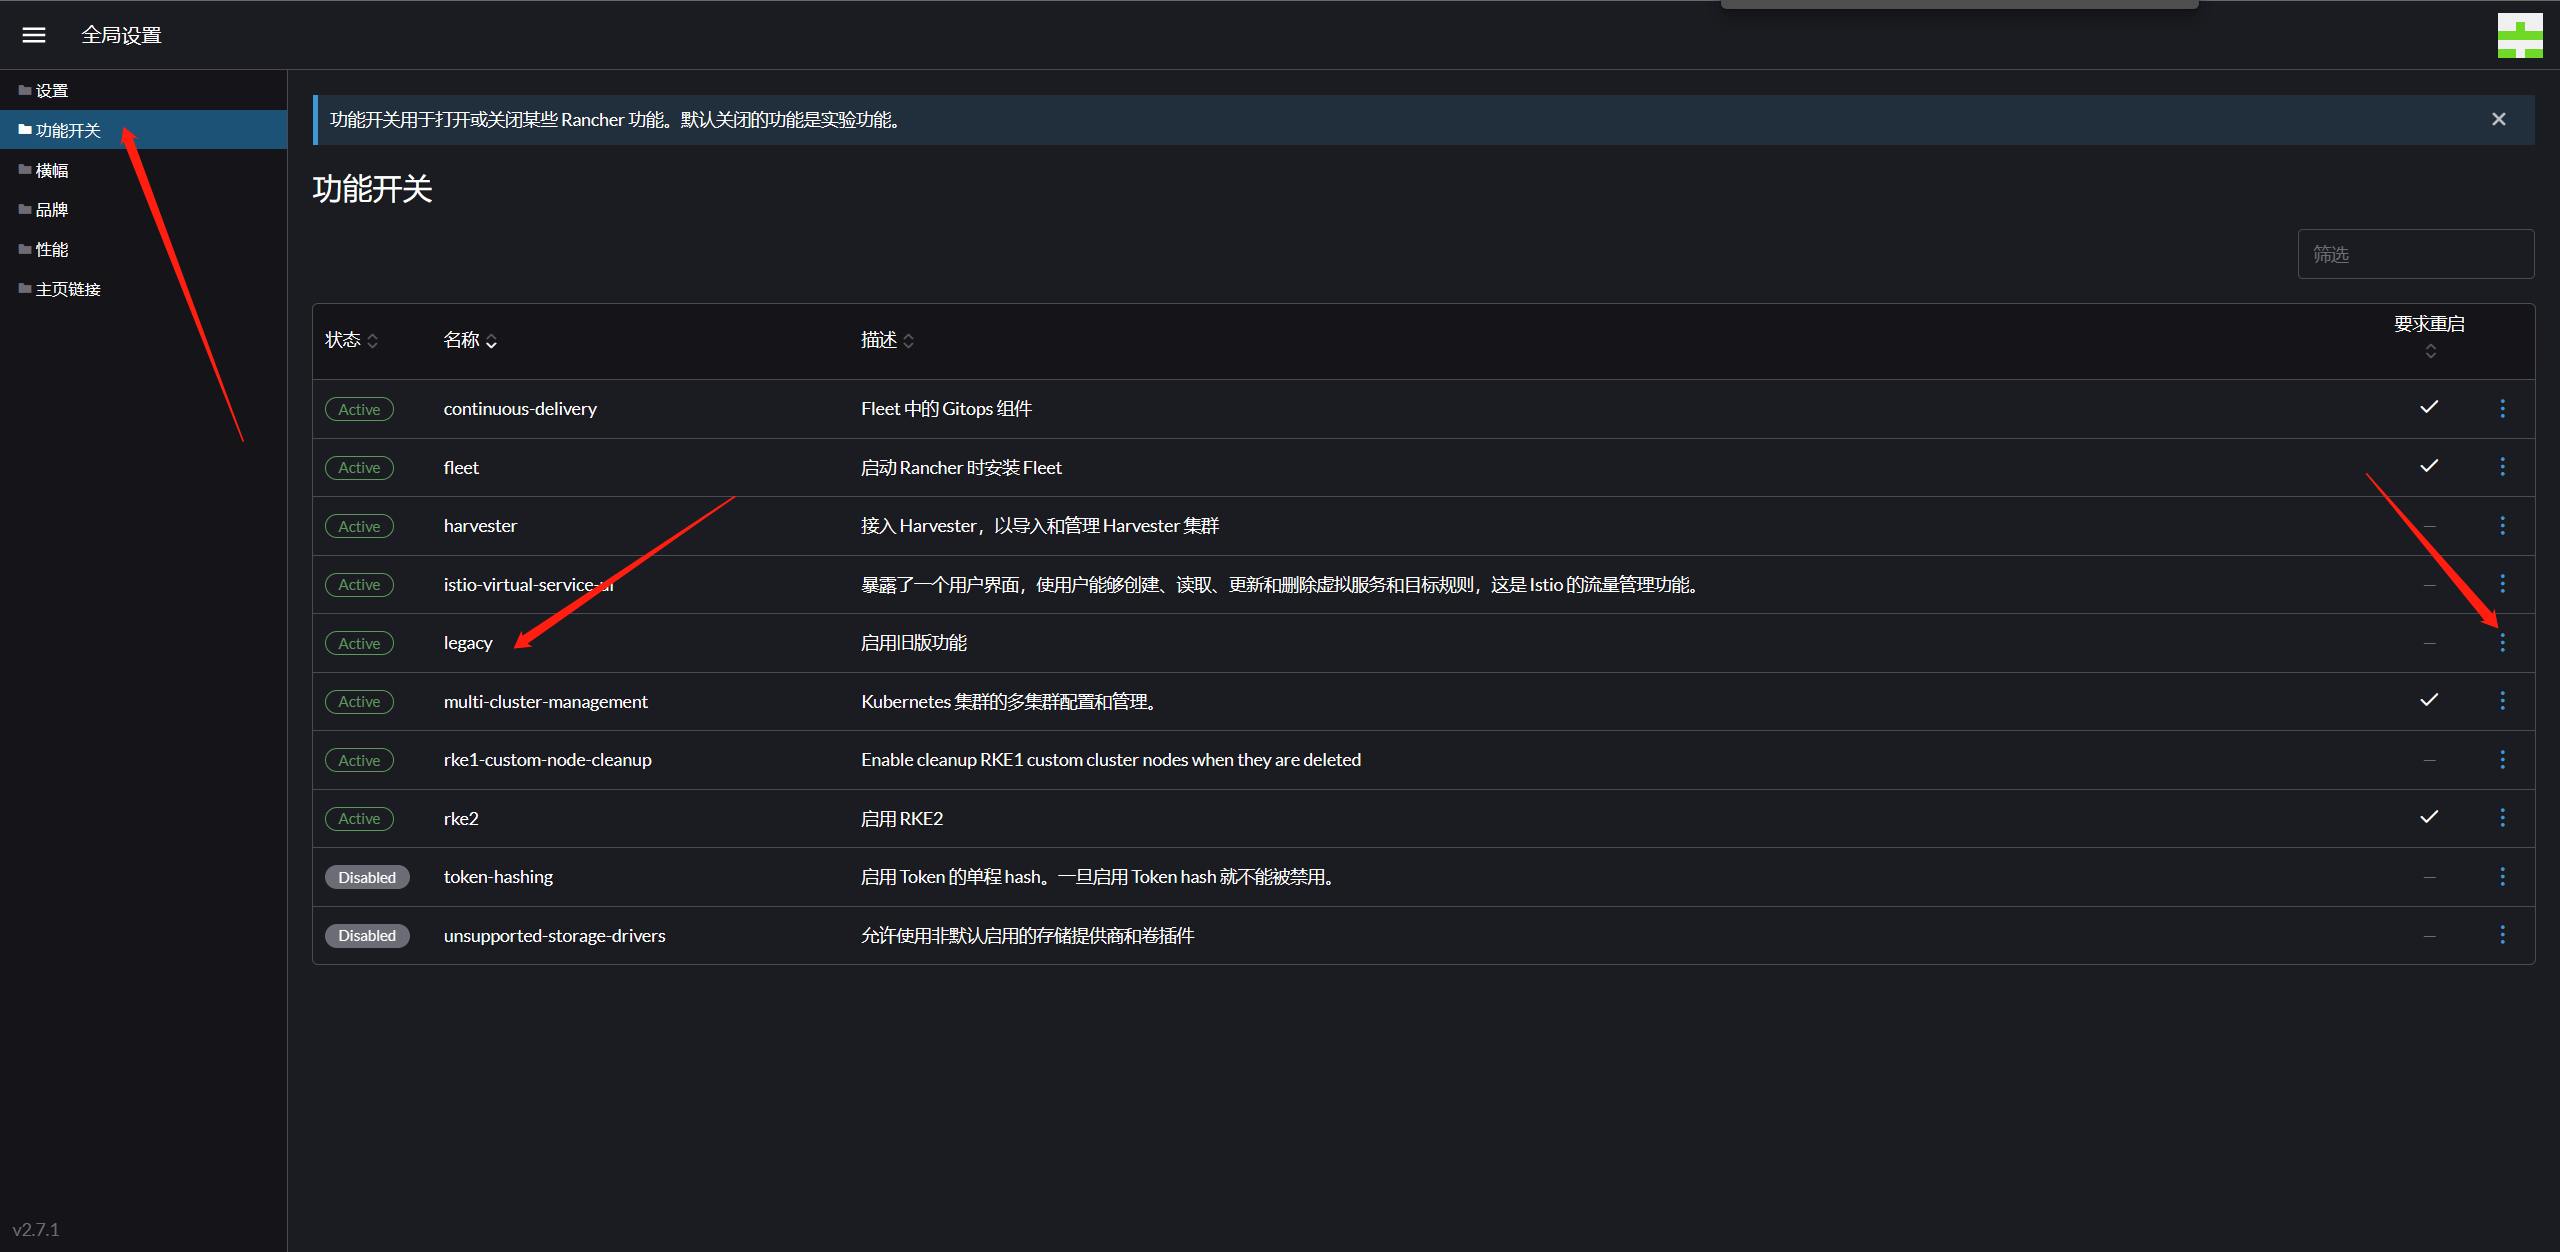 全局设置
设置
功能开关
横幅
品牌
性能
主页链接
v2.7.1
功能开关用于打开或关闭某些 Rancher 功能。默认关闭的功能是实验功能。
功能开关
筛选
状态 名称 描述 要求重启
Active continuous-delivery Fleet 中的 Gitops 组件
Active fleet 启动 Rancher 时安装 Fleet
Active harvester 接入 Harvester，以导入和管理 Harvester 集群 —
Active istio-virtual-service-ui 暴露了一个用户界面，使用户能够创建、读取、更新和删除虚拟服务和目标规则，这是 Istio 的流量管理功能。 —
Active legacy 启用旧版功能 —
Active multi-cluster-management Kubernetes 集群的多集群配置和管理。
Active rke1-custom-node-cleanup Enable cleanup RKE1 custom cluster nodes when they are deleted —
Active rke2 启用 RKE2
Disabled token-hashing 启用 Token 的单程 hash。一旦启用 Token hash 就不能被禁用。 —
Disabled unsupported-storage-drivers 允许使用非默认启用的存储提供商和卷插件 —